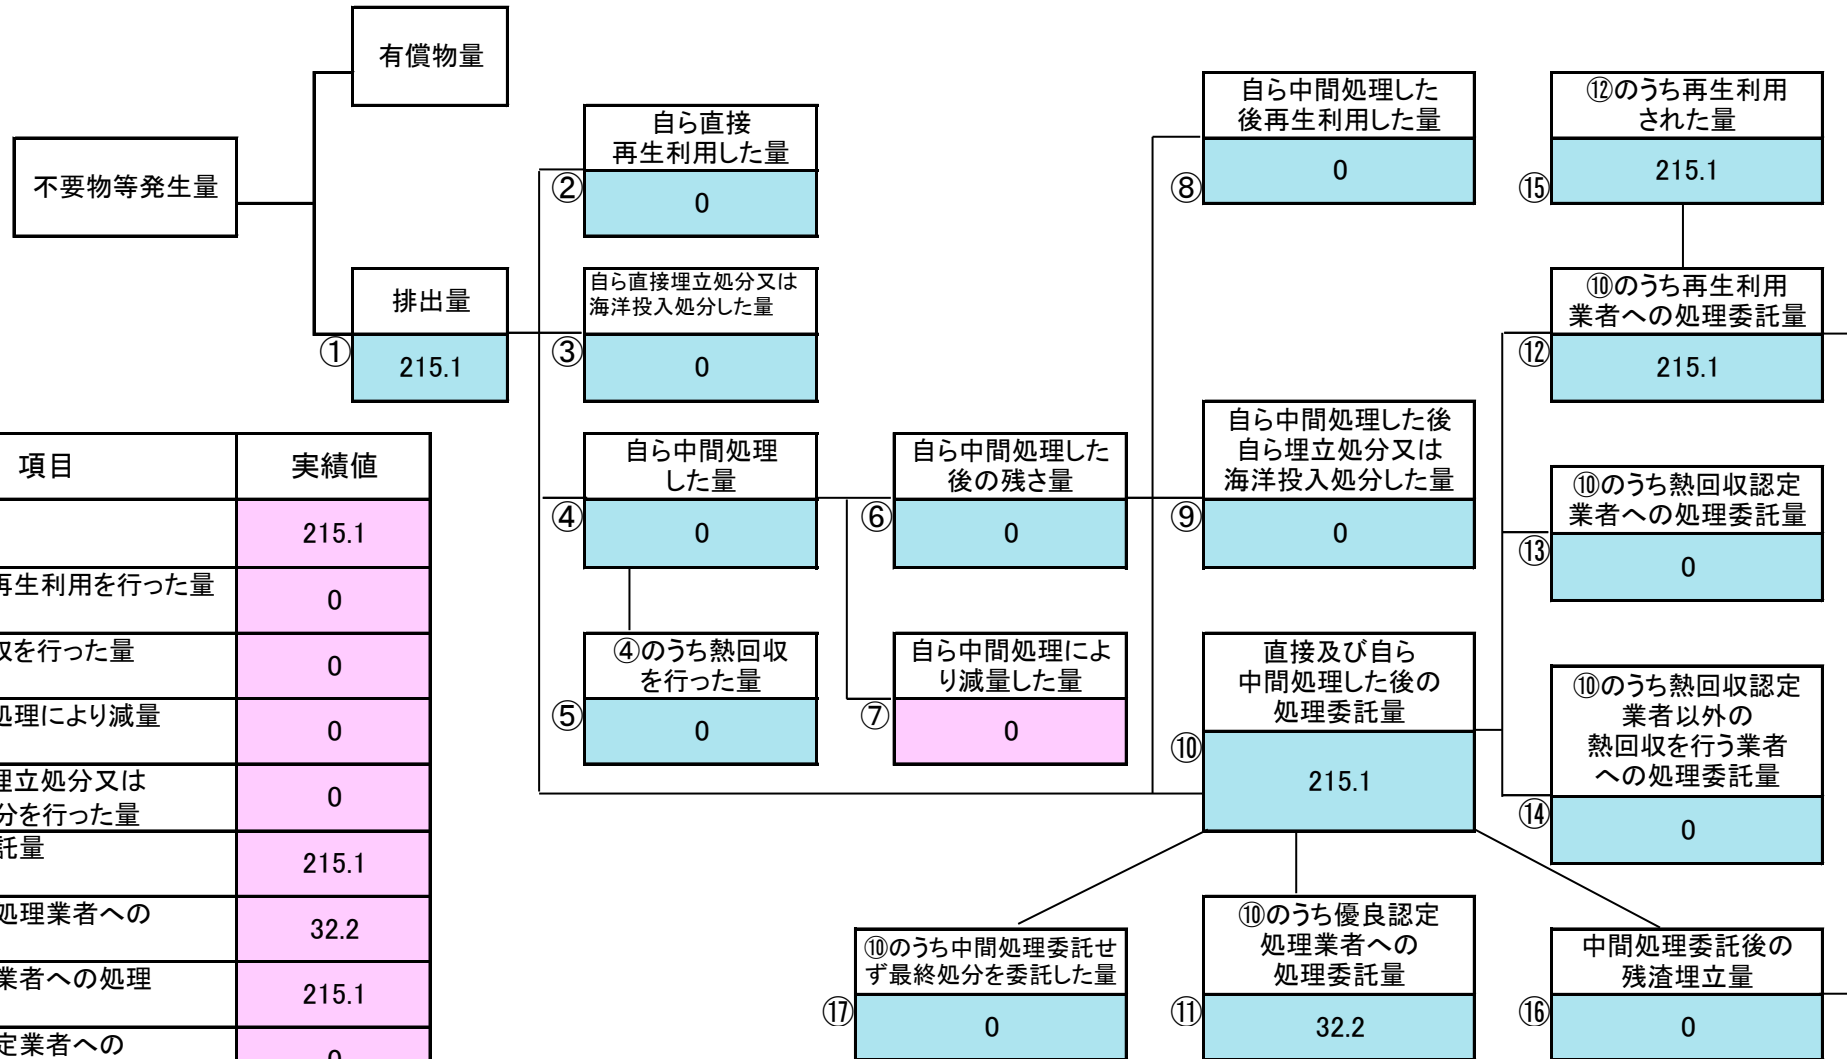 有償物量
不要物等発生量
排出量
①
215.1
自ら直接
再生利用した量
②
0
自ら直接埋立処分又は
海洋投入処分した量
③
0
自ら中間処理
した量
④
0
④のうち熱回収
を行った量
⑤
0
自ら中間処理した
後の残さ量
⑥
0
自ら中間処理によ
り減量した量
⑦
0
自ら中間処理した
後再生利用した量
⑧
0
自ら中間処理した後
自ら埋立処分又は
海洋投入処分した量
⑨
0
直接及び自ら
中間処理した後の
処理委託量
⑩
215.1
⑫のうち再生利用
された量
⑮
215.1
⑩のうち再生利用
業者への処理委託量
⑫
215.1
⑩のうち熱回収認定
業者への処理委託量
⑬
0
⑩のうち熱回収認定
業者以外の
熱回収を行う業者
への処理委託量
⑭
0
⑩のうち中間処理委託せ
ず最終処分を委託した量
⑰
0
⑩のうち優良認定
処理業者への
処理委託量
⑪
32.2
中間処理委託後の
残渣埋立量
⑯
0
項目 実績値
215.1
再生利用を行った量 0
収を行った量 0
処理により減量 0
埋立処分又は
分を行った量 0
託量 215.1
処理業者への 32.2
業者への処理 215.1
定業者への 0